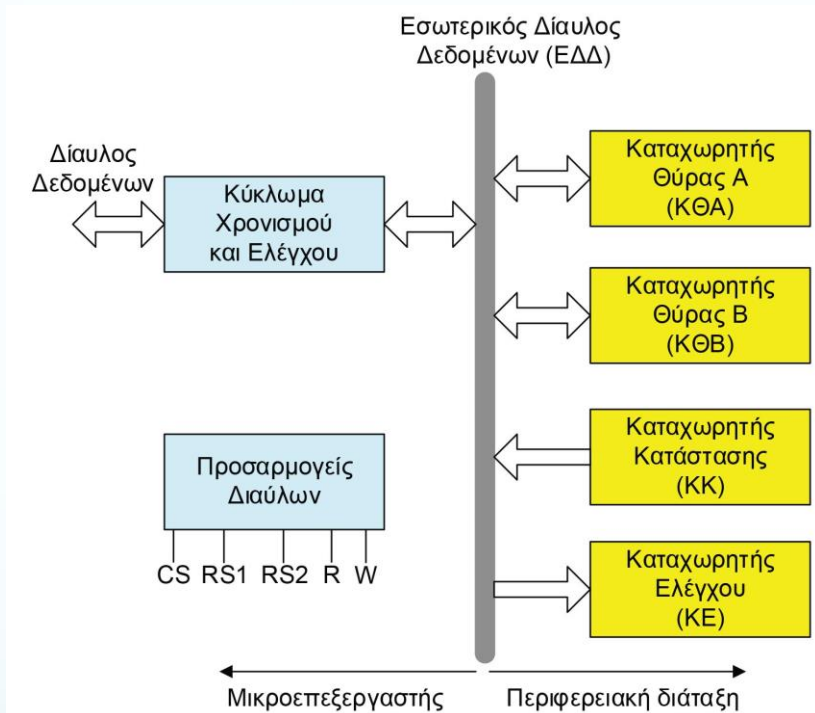 Εσωτερικός Δίαυλος
Δεδομένων (ΕΔΔ)
Δίαυλος
Δεδομένων
Κύκλωμα
Χρονισμού
και Ελέγχου
Καταχωρητής
Θύρας Α
(ΚΘΑ)
Καταχωρητής
Θύρας Β
(ΚΘΒ)
Προσαρμογείς
Διαύλων
CS RS1 RS2 R W
Καταχωρητής
Κατάστασης
(ΚΚ)
Καταχωρητής
Ελέγχου
(ΚΕ)
Μικροεπεξεργαστής
Περιφερειακή διάταξη